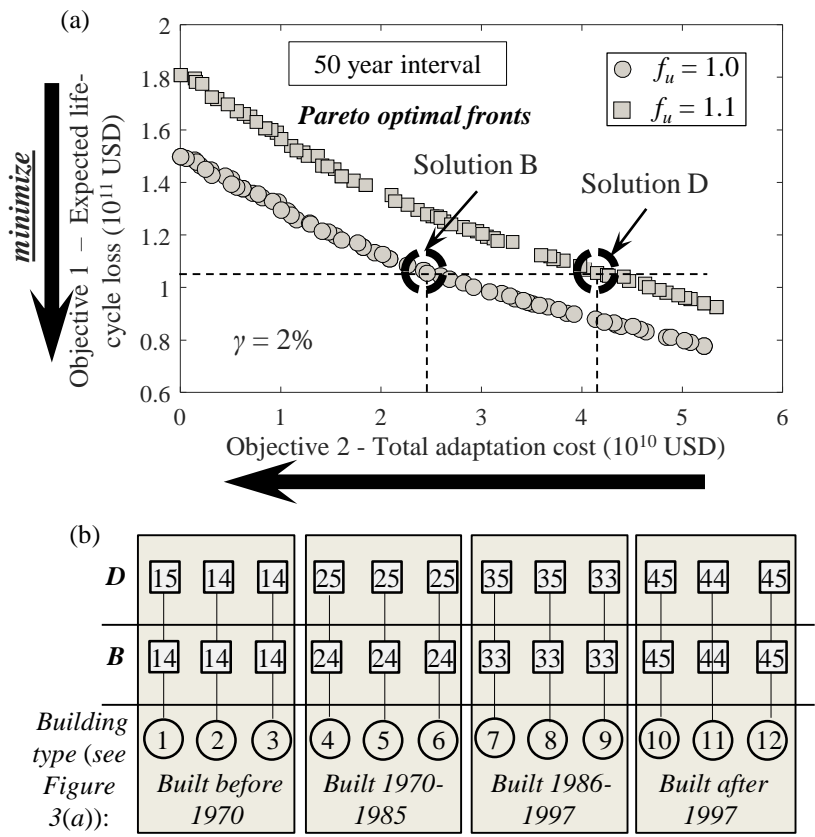 (a)
minimize
Objective 1 – Expected life-
cycle loss (10¹¹ USD)
2
1.8
1.6
1.4
1.2
1
0.8
0.6
50 year interval
Pareto optimal fronts
f_u = 1.0
f_u = 1.1
Solution B
Solution D
γ = 2%
0 1 2 3 4 5 6
Objective 2 - Total adaptation cost (10¹⁰ USD)
(b)
D 15 14 14 25 25 25 35 35 33 45 44 45
B 14 14 14 24 24 24 33 33 33 45 44 45
Building
type (see
Figure
3(a)):
1 2 3 4 5 6 7 8 9 10 11 12
Built before
1970
Built 1970-
1985
Built 1986-
1997
Built after
1997